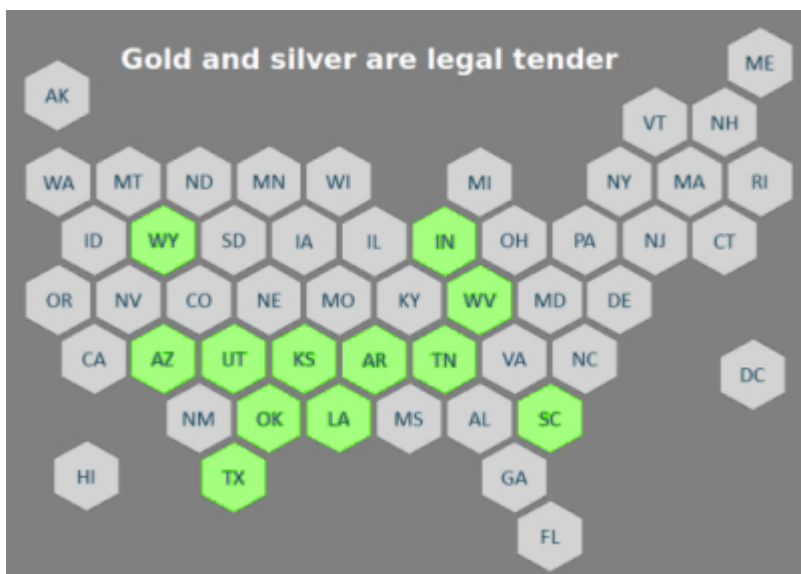 Gold and silver are legal tender
ME
AK
VT NH
WA MT ND MN WI MI NY MA RI
ID WY SD IA IL IN OH PA NJ CT
OR NV CO NE MO KY WV MD DE
CA AZ UT KS AR TN VA NC
DC
NM OK LA MS AL SC
HI TX GA
FL